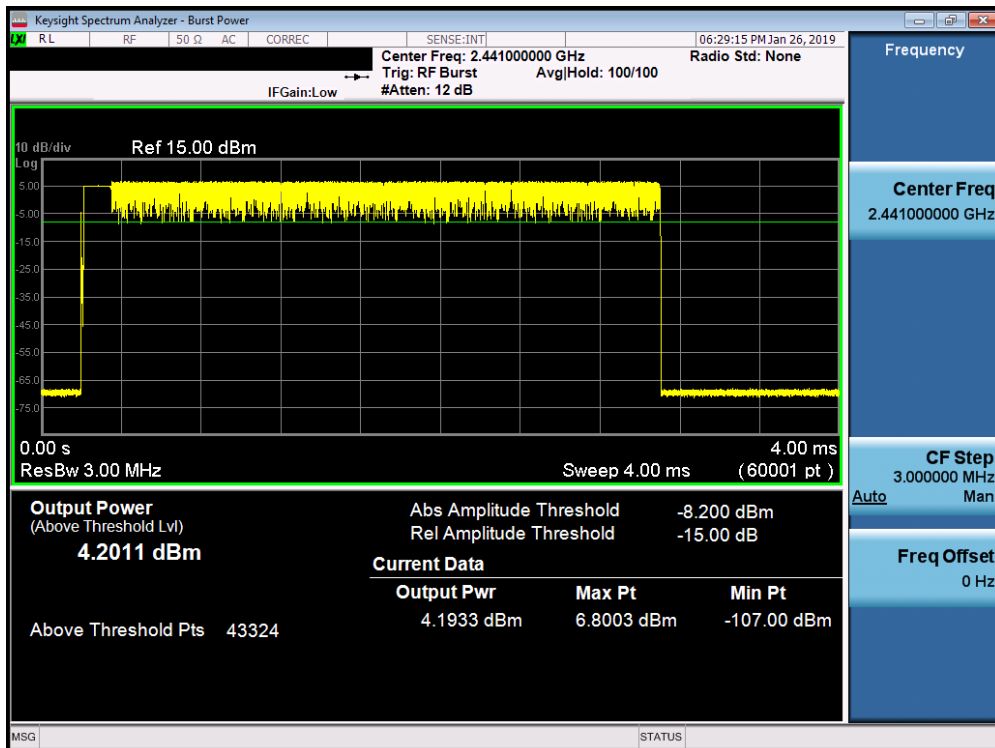 Keysight Spectrum Analyzer - Burst Power
LXI RL RF 50 Ω AC CORREC SENSE:INT 06:29:15 PM Jan 26, 2019
Center Freq: 2.441000000 GHz Radio Std: None
Trig: RF Burst Avg|Hold: 100/100
IFGain:Low #Atten: 12 dB
10 dB/div Ref 15.00 dBm
Log
5.00
-5.00
-15.0
-25.0
-35.0
-45.0
-55.0
-65.0
-75.0
0.00 s 4.00 ms
ResBw 3.00 MHz Sweep 4.00 ms (60001 pt )
Output Power
(Above Threshold Lvl)
4.2011 dBm
Above Threshold Pts 43324
Abs Amplitude Threshold -8.200 dBm
Rel Amplitude Threshold -15.00 dB
Current Data
Output Pwr Max Pt Min Pt
4.1933 dBm 6.8003 dBm -107.00 dBm
Frequency
Center Freq
2.441000000 GHz
CF Step
3.000000 MHz
Auto Man
Freq Offset
0 Hz
MSG STATUS